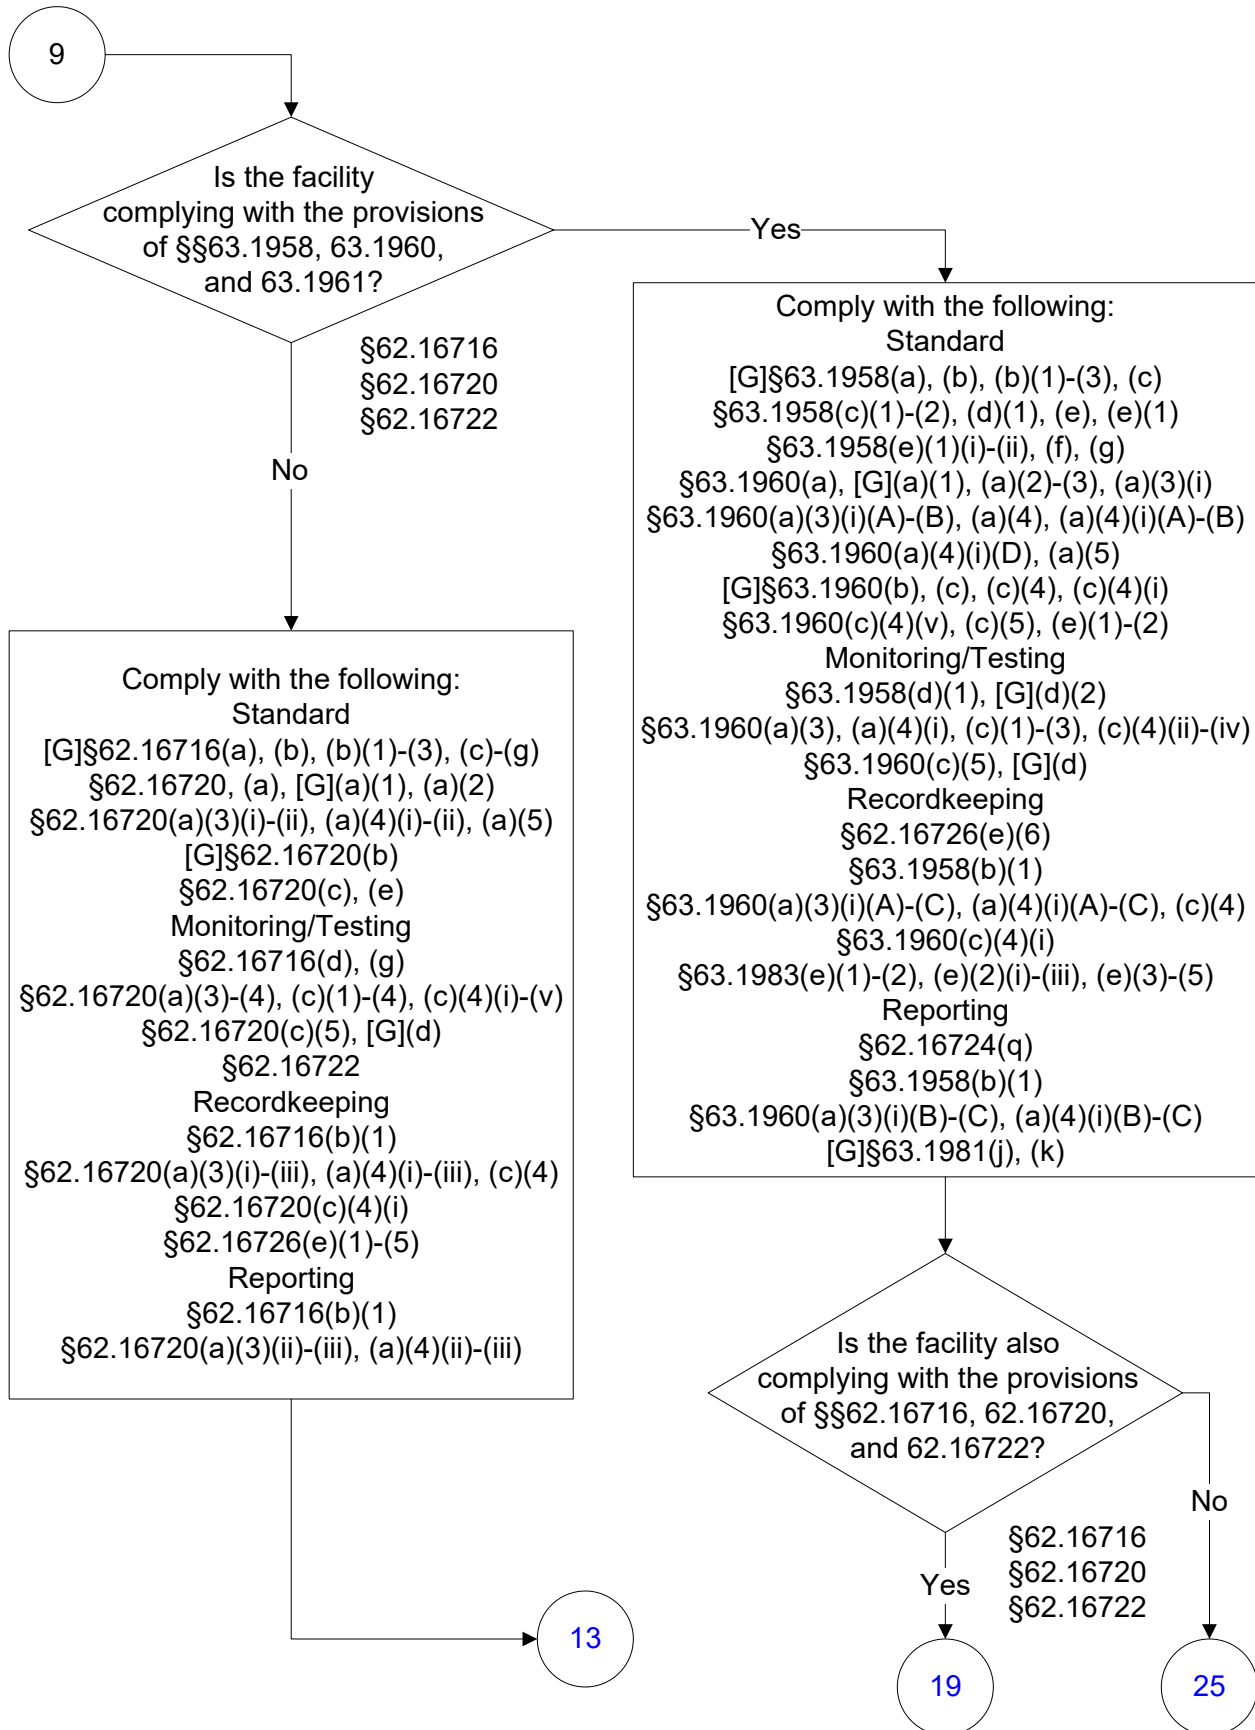 9
Is the facility
complying with the provisions
of §§63.1958, 63.1960,
and 63.1961?
Yes
§62.16716
§62.16720
§62.16722
No
Comply with the following:
Standard
[G]§63.1958(a), (b), (b)(1)-(3), (c)
§63.1958(c)(1)-(2), (d)(1), (e), (e)(1)
§63.1958(e)(1)(i)-(ii), (f), (g)
§63.1960(a), [G](a)(1), (a)(2)-(3), (a)(3)(i)
§63.1960(a)(3)(i)(A)-(B), (a)(4), (a)(4)(i)(A)-(B)
§63.1960(a)(4)(i)(D), (a)(5)
[G]§63.1960(b), (c), (c)(4), (c)(4)(i)
§63.1960(c)(4)(v), (c)(5), (e)(1)-(2)
Monitoring/Testing
§63.1958(d)(1), [G](d)(2)
§63.1960(a)(3), (a)(4)(i), (c)(1)-(3), (c)(4)(ii)-(iv)
§63.1960(c)(5), [G](d)
Recordkeeping
§62.16726(e)(6)
§63.1958(b)(1)
§63.1960(a)(3)(i)(A)-(C), (a)(4)(i)(A)-(C), (c)(4)
§63.1960(c)(4)(i)
§63.1983(e)(1)-(2), (e)(2)(i)-(iii), (e)(3)-(5)
Reporting
§62.16724(q)
§63.1958(b)(1)
§63.1960(a)(3)(i)(B)-(C), (a)(4)(i)(B)-(C)
[G]§63.1981(j), (k)
Comply with the following:
Standard
[G]§62.16716(a), (b), (b)(1)-(3), (c)-(g)
§62.16720, (a), [G](a)(1), (a)(2)
§62.16720(a)(3)(i)-(ii), (a)(4)(i)-(ii), (a)(5)
[G]§62.16720(b)
§62.16720(c), (e)
Monitoring/Testing
§62.16716(d), (g)
§62.16720(a)(3)-(4), (c)(1)-(4), (c)(4)(i)-(v)
§62.16720(c)(5), [G](d)
§62.16722
Recordkeeping
§62.16716(b)(1)
§62.16720(a)(3)(i)-(iii), (a)(4)(i)-(iii), (c)(4)
§62.16720(c)(4)(i)
§62.16726(e)(1)-(5)
Reporting
§62.16716(b)(1)
§62.16720(a)(3)(ii)-(iii), (a)(4)(ii)-(iii)
Is the facility also
complying with the provisions
of §§62.16716, 62.16720,
and 62.16722?
No
§62.16716
§62.16720
§62.16722
Yes
13
19
25